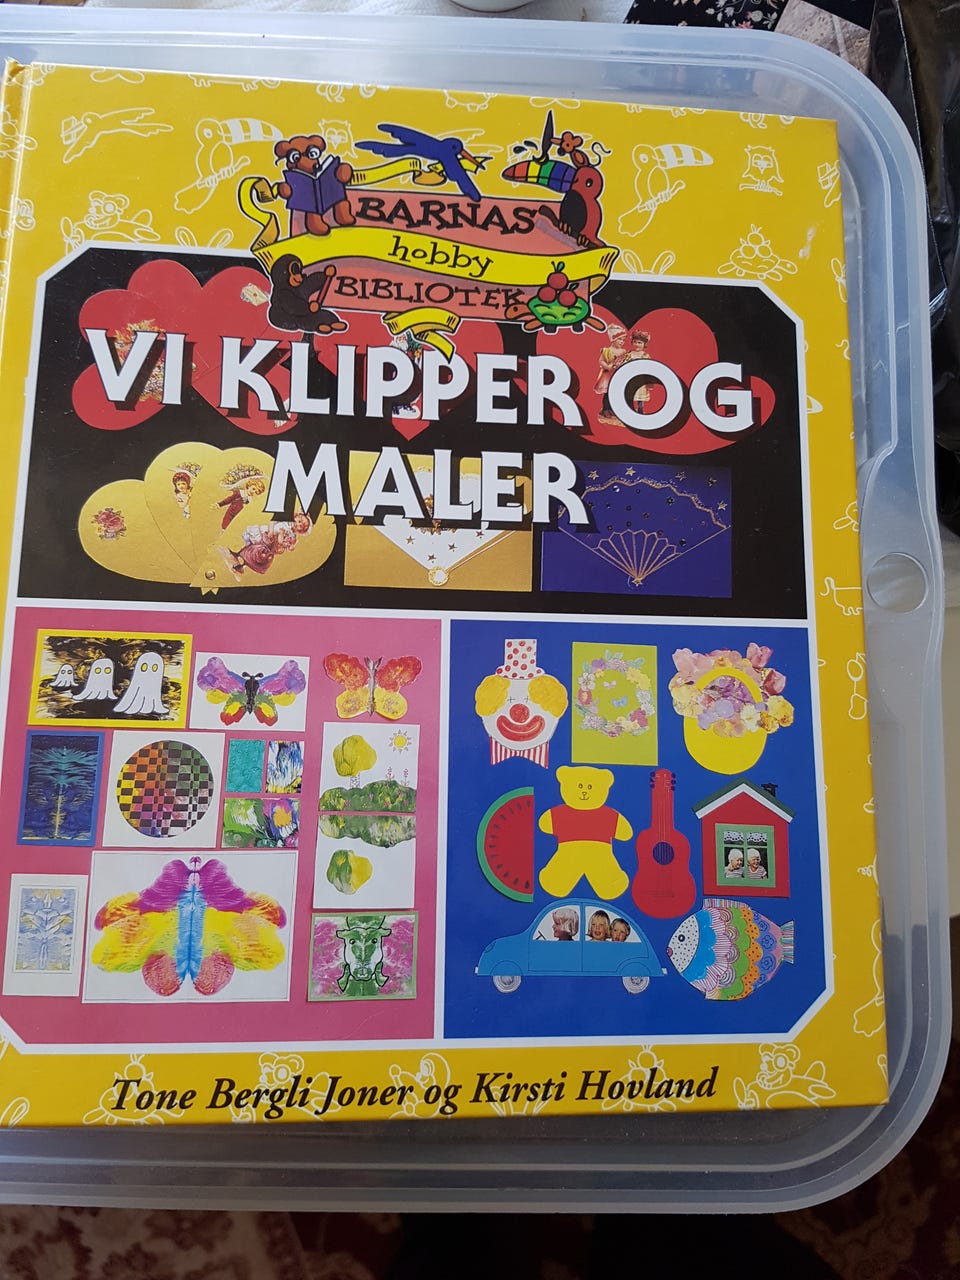 BARNAS
hobby
BIBLIOTEK
VI KLIPPER OG
MALER
Tone Bergli Joner og Kirsti Hovland